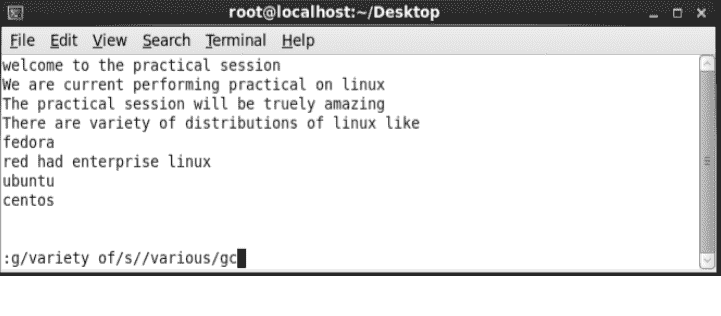 root@localhost:~/Desktop
File Edit View Search Terminal Help
welcome to the practical session
We are current performing practical on linux
The practical session will be truely amazing
There are variety of distributions of linux like
fedora
red had enterprise linux
ubuntu
centos
:g/variety of/s//various/gc